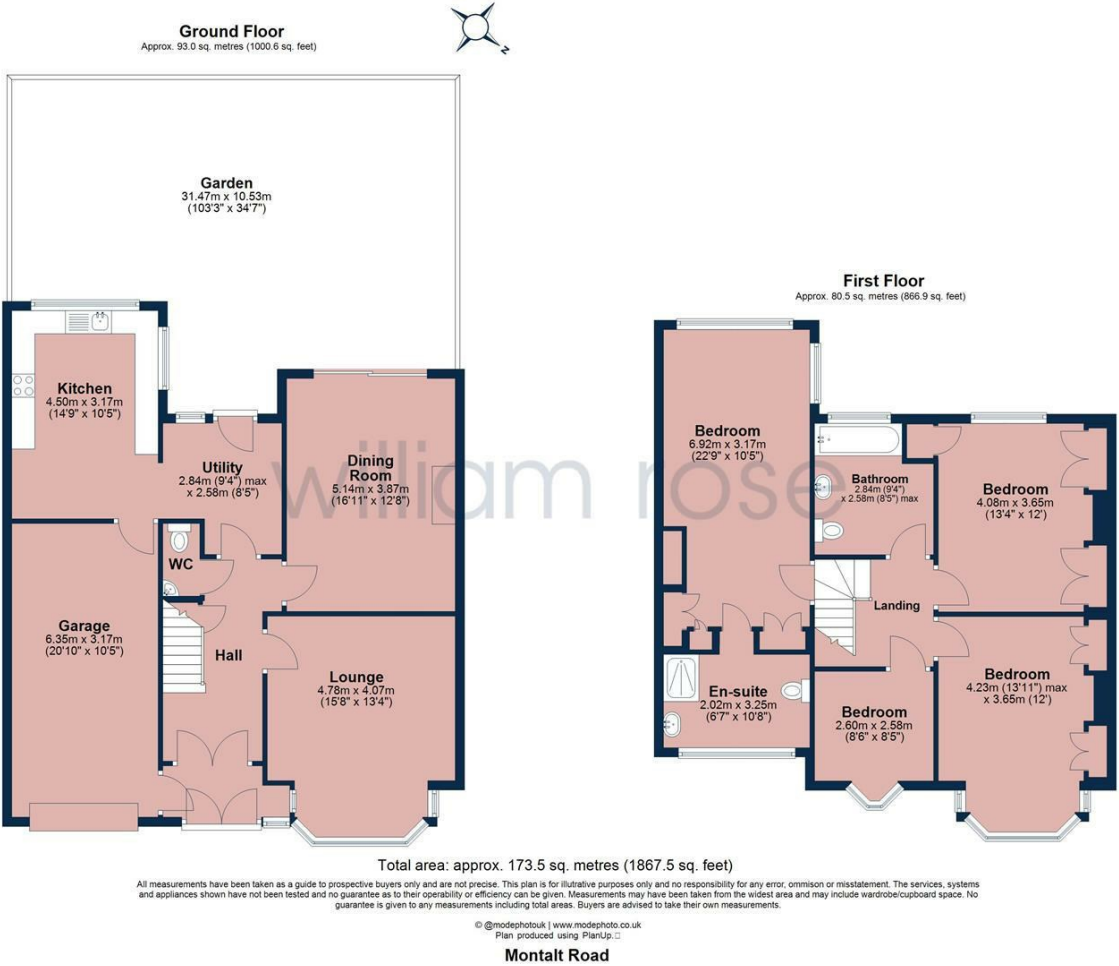 Ground Floor
Approx. 93.0 sq. metres (1000.6 sq. feet)
N
Garden
31.47m x 10.53m
(103'3" x 34'7")
Kitchen
4.50m x 3.17m
(14'9" x 10'5")
Utility
2.84m (9'4") max
x 2.58m (8'5")
Dining
Room
5.14m x 3.87m
(16'11" x 12'8")
WC
Garage
6.35m x 3.17m
(20'10" x 10'5")
Hall
Lounge
4.78m x 4.07m
(15'8" x 13'4")
william rose
First Floor
Approx. 80.5 sq. metres (866.9 sq. feet)
Bedroom
6.92m x 3.17m
(22'9" x 10'5")
Bathroom
2.84m (9'4")
x 2.58m (8'5") max
Bedroom
4.08m x 3.65m
(13'4" x 12')
Landing
En-suite
2.02m x 3.25m
(6'7" x 10'8")
Bedroom
2.60m x 2.58m
(8'6" x 8'5")
Bedroom
4.23m (13'11") max
x 3.65m (12')
Total area: approx. 173.5 sq. metres (1867.5 sq. feet)
All measurements have been taken as a guide to prospective buyers only and are not precise. This plan is for illutrative purposes only and no responsibility for any error, ommison or misstatement. The services, systems
and appliances shown have not been tested and no guarantee as to their operability or efficiency can be given. Measurements may have been taken from the widest area and may include wardrobe/cupboard space. No
guarantee is given to any measurements including total areas. Buyers are advised to take their own measurements.
© @modephotouk | www.modephoto.co.uk
Plan produced using PlanUp.
Montalt Road